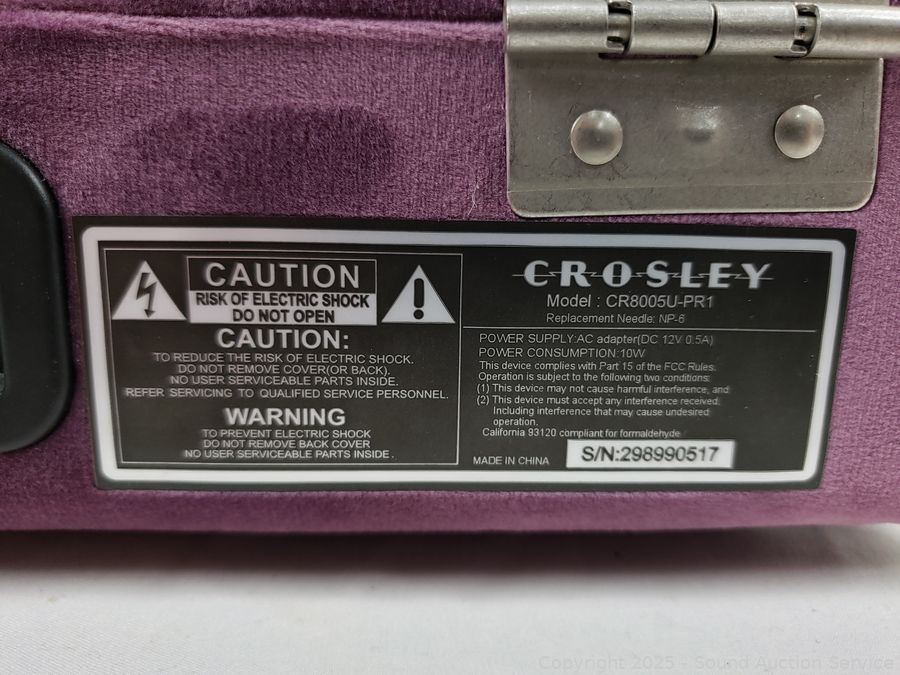 CAUTION
RISK OF ELECTRIC SHOCK
DO NOT OPEN
CAUTION:
TO REDUCE THE RISK OF ELECTRIC SHOCK.
DO NOT REMOVE COVER(OR BACK).
NO USER SERVICEABLE PARTS INSIDE.
REFER SERVICING TO QUALIFIED SERVICE PERSONNEL.
WARNING
TO PREVENT ELECTRIC SHOCK
DO NOT REMOVE BACK COVER
NO USER SERVICEABLE PARTS INSIDE.
CROSLEY
Model : CR8005U-PR1
Replacement Needle: NP-6
POWER SUPPLY:AC adapter(DC 12V 0.5A)
POWER CONSUMPTION:10W
This device complies with Part 15 of the FCC Rules.
Operation is subject to the following two conditions:
(1) This device may not cause harmful interference, and
(2) This device must accept any interference received.
Including interference that may cause undesired
operation.
California 93120 compliant for formaldehyde
MADE IN CHINA
S/N:298990517
Copyright 2025 - Sound Auction Service